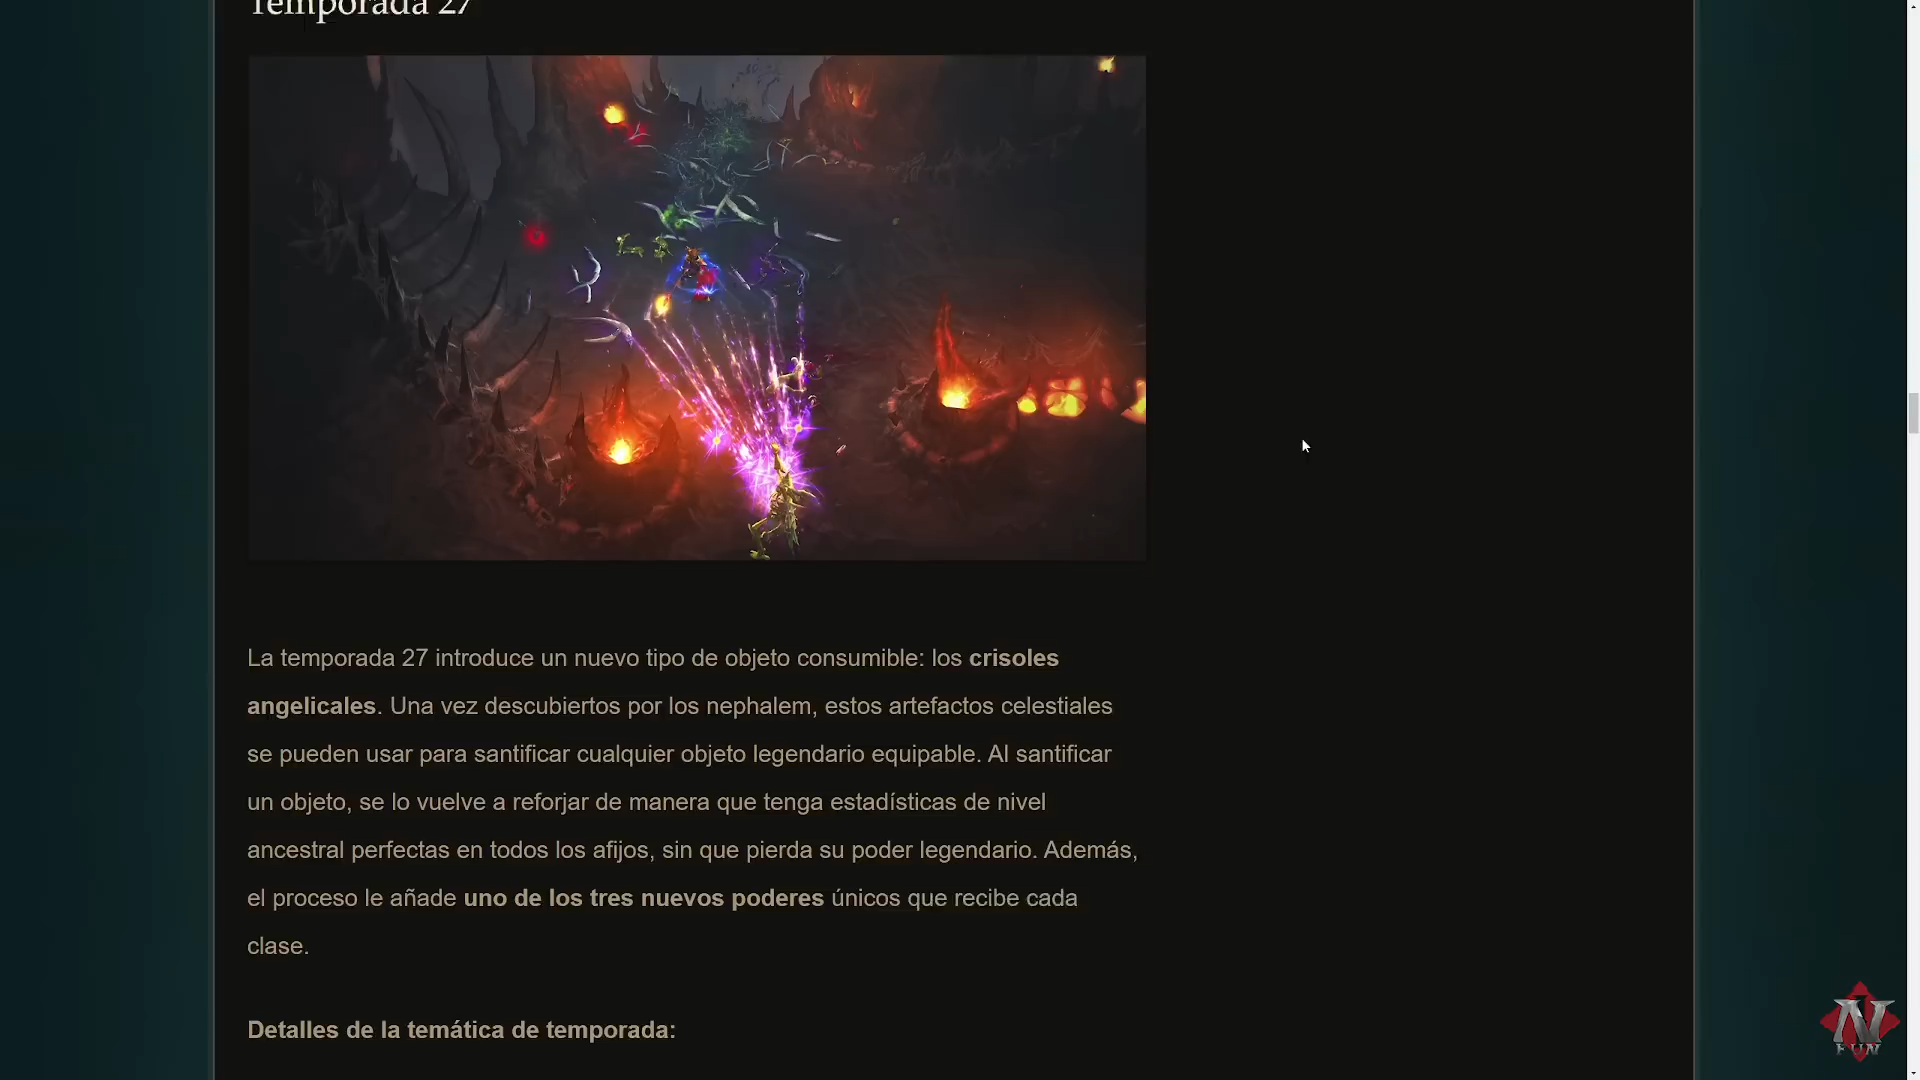 Temporada 27
La temporada 27 introduce un nuevo tipo de objeto consumible: los crisoles
angelicales. Una vez descubiertos por los nephalem, estos artefactos celestiales
se pueden usar para santificar cualquier objeto legendario equipable. Al santificar
un objeto, se lo vuelve a reforjar de manera que tenga estadísticas de nivel
ancestral perfectas en todos los afijos, sin que pierda su poder legendario. Además,
el proceso le añade uno de los tres nuevos poderes únicos que recibe cada
clase.
Detalles de la temática de temporada:
N
FUN